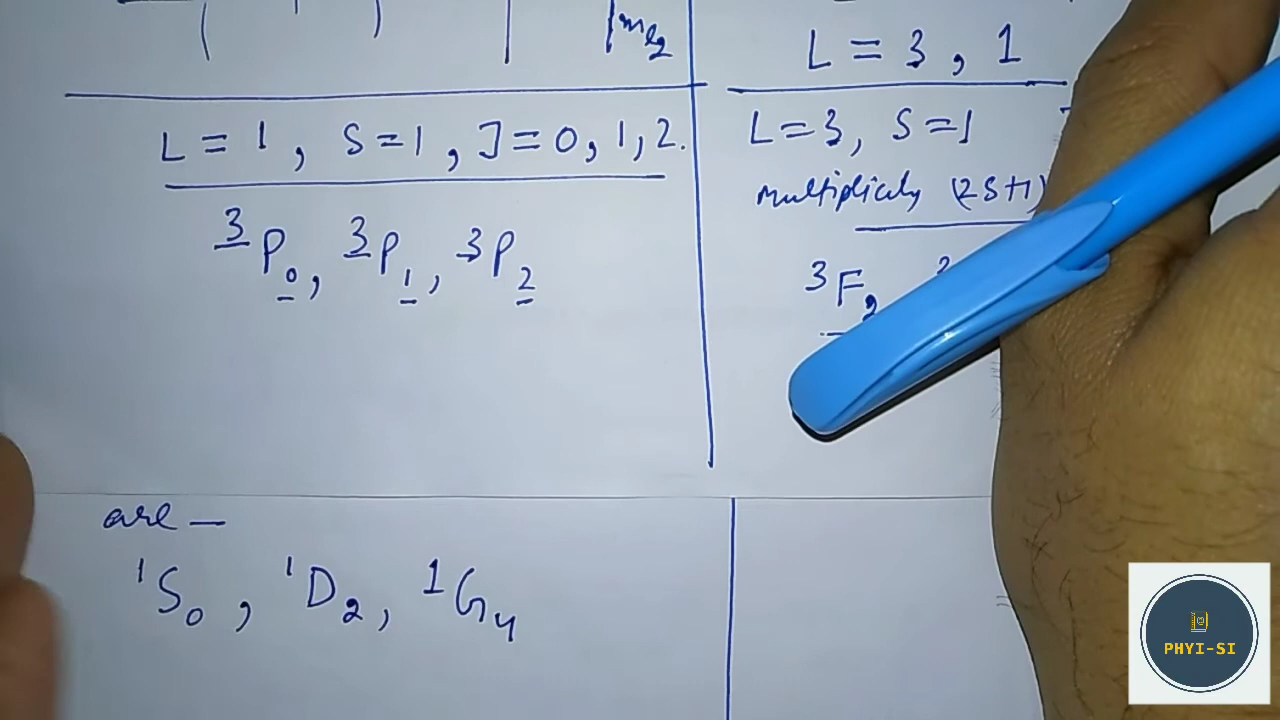 m
ℓ2
L = 1 , S = 1 , J = 0, 1, 2.
³P₀, ³P₁, ³P₂
are —
¹S₀ , ¹D₂, ¹G₄
L = 3 , 1
L = 3, S = 1
multiplicity (2S+1)
³F₂
PHYI-SI